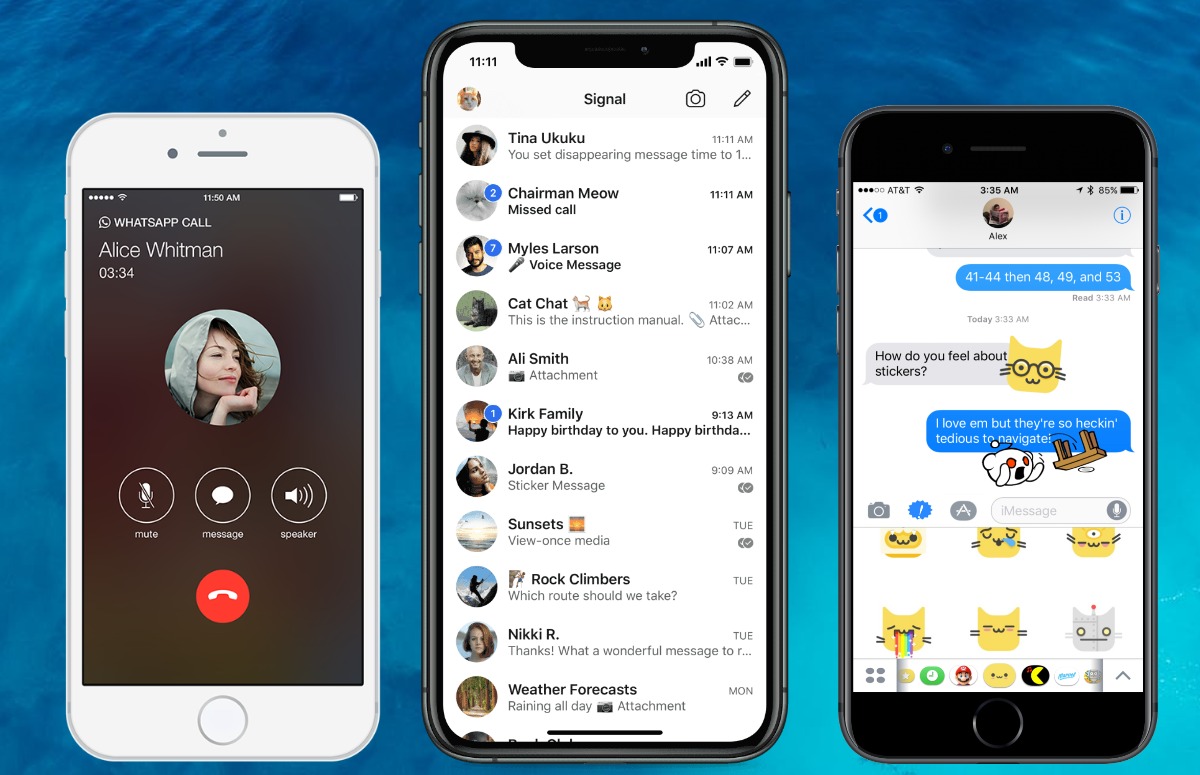 11:50 AM
WHATSAPP CALL
Alice Whitman
03:34
mute
message
speaker
11:11
Signal
Tina Ukuku
11:11 AM
You set disappearing message time to 1...
2
Chairman Meow
11:11 AM
Missed call
7
Myles Larson
11:07 AM
Voice Message
Cat Chat
11:02 AM
This is the instruction manual. Attac...
Ali Smith
10:38 AM
Attachment
1
Kirk Family
9:13 AM
Happy birthday to you. Happy birthda...
Jordan B.
9:09 AM
Sticker Message
Sunsets
TUE
View-once media
Rock Climbers
TUE
Which route should we take?
Nikki R.
TUE
Thanks! What a wonderful message to r...
Weather Forecasts
MON
Raining all day Attachment
AT&T
3:35 AM
85%
1
Alex
41-44 then 48, 49, and 53
Read 3:33 AM
Today 3:33 AM
How do you feel about
stickers?
I love em but they're so heckin'
tedious to navigate
iMessage